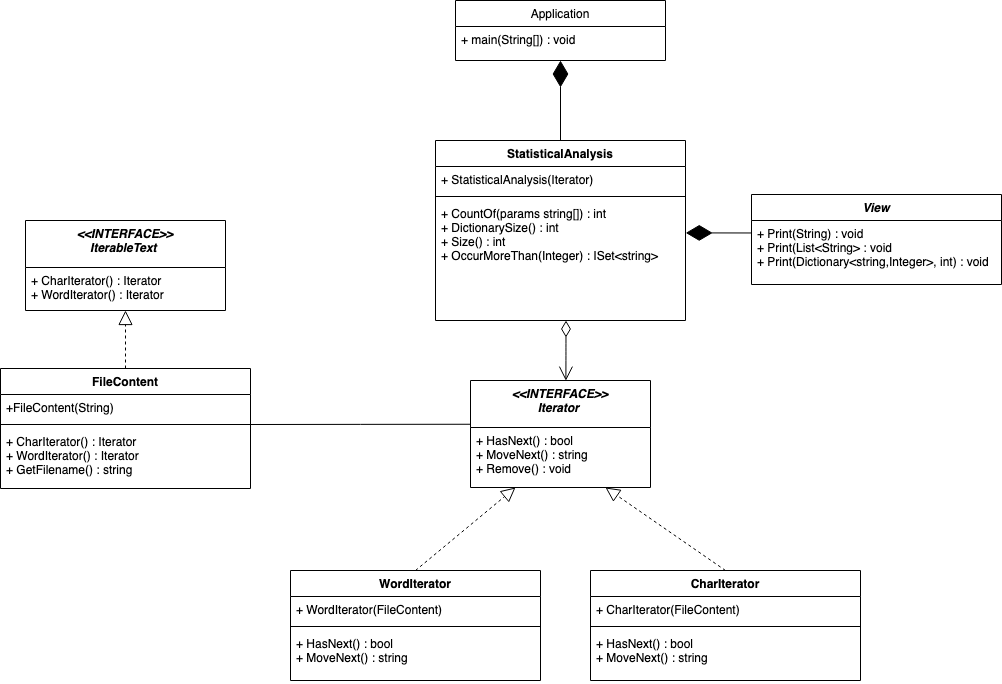 Application
+ main(String[]) : void
StatisticalAnalysis
+ StatisticalAnalysis(Iterator)
+ CountOf(params string[]) : int
+ DictionarySize() : int
+ Size() : int
+ OccurMoreThan(Integer) : ISet<string>
View
+ Print(String) : void
+ Print(List<String> : void
+ Print(Dictionary<string,Integer>, int) : void
<<INTERFACE>>
IterableText
+ CharIterator() : Iterator
+ WordIterator() : Iterator
FileContent
+FileContent(String)
+ CharIterator() : Iterator
+ WordIterator() : Iterator
+ GetFilename() : string
<<INTERFACE>>
Iterator
+ HasNext() : bool
+ MoveNext() : string
+ Remove() : void
WordIterator
+ WordIterator(FileContent)
+ HasNext() : bool
+ MoveNext() : string
CharIterator
+ CharIterator(FileContent)
+ HasNext() : bool
+ MoveNext() : string